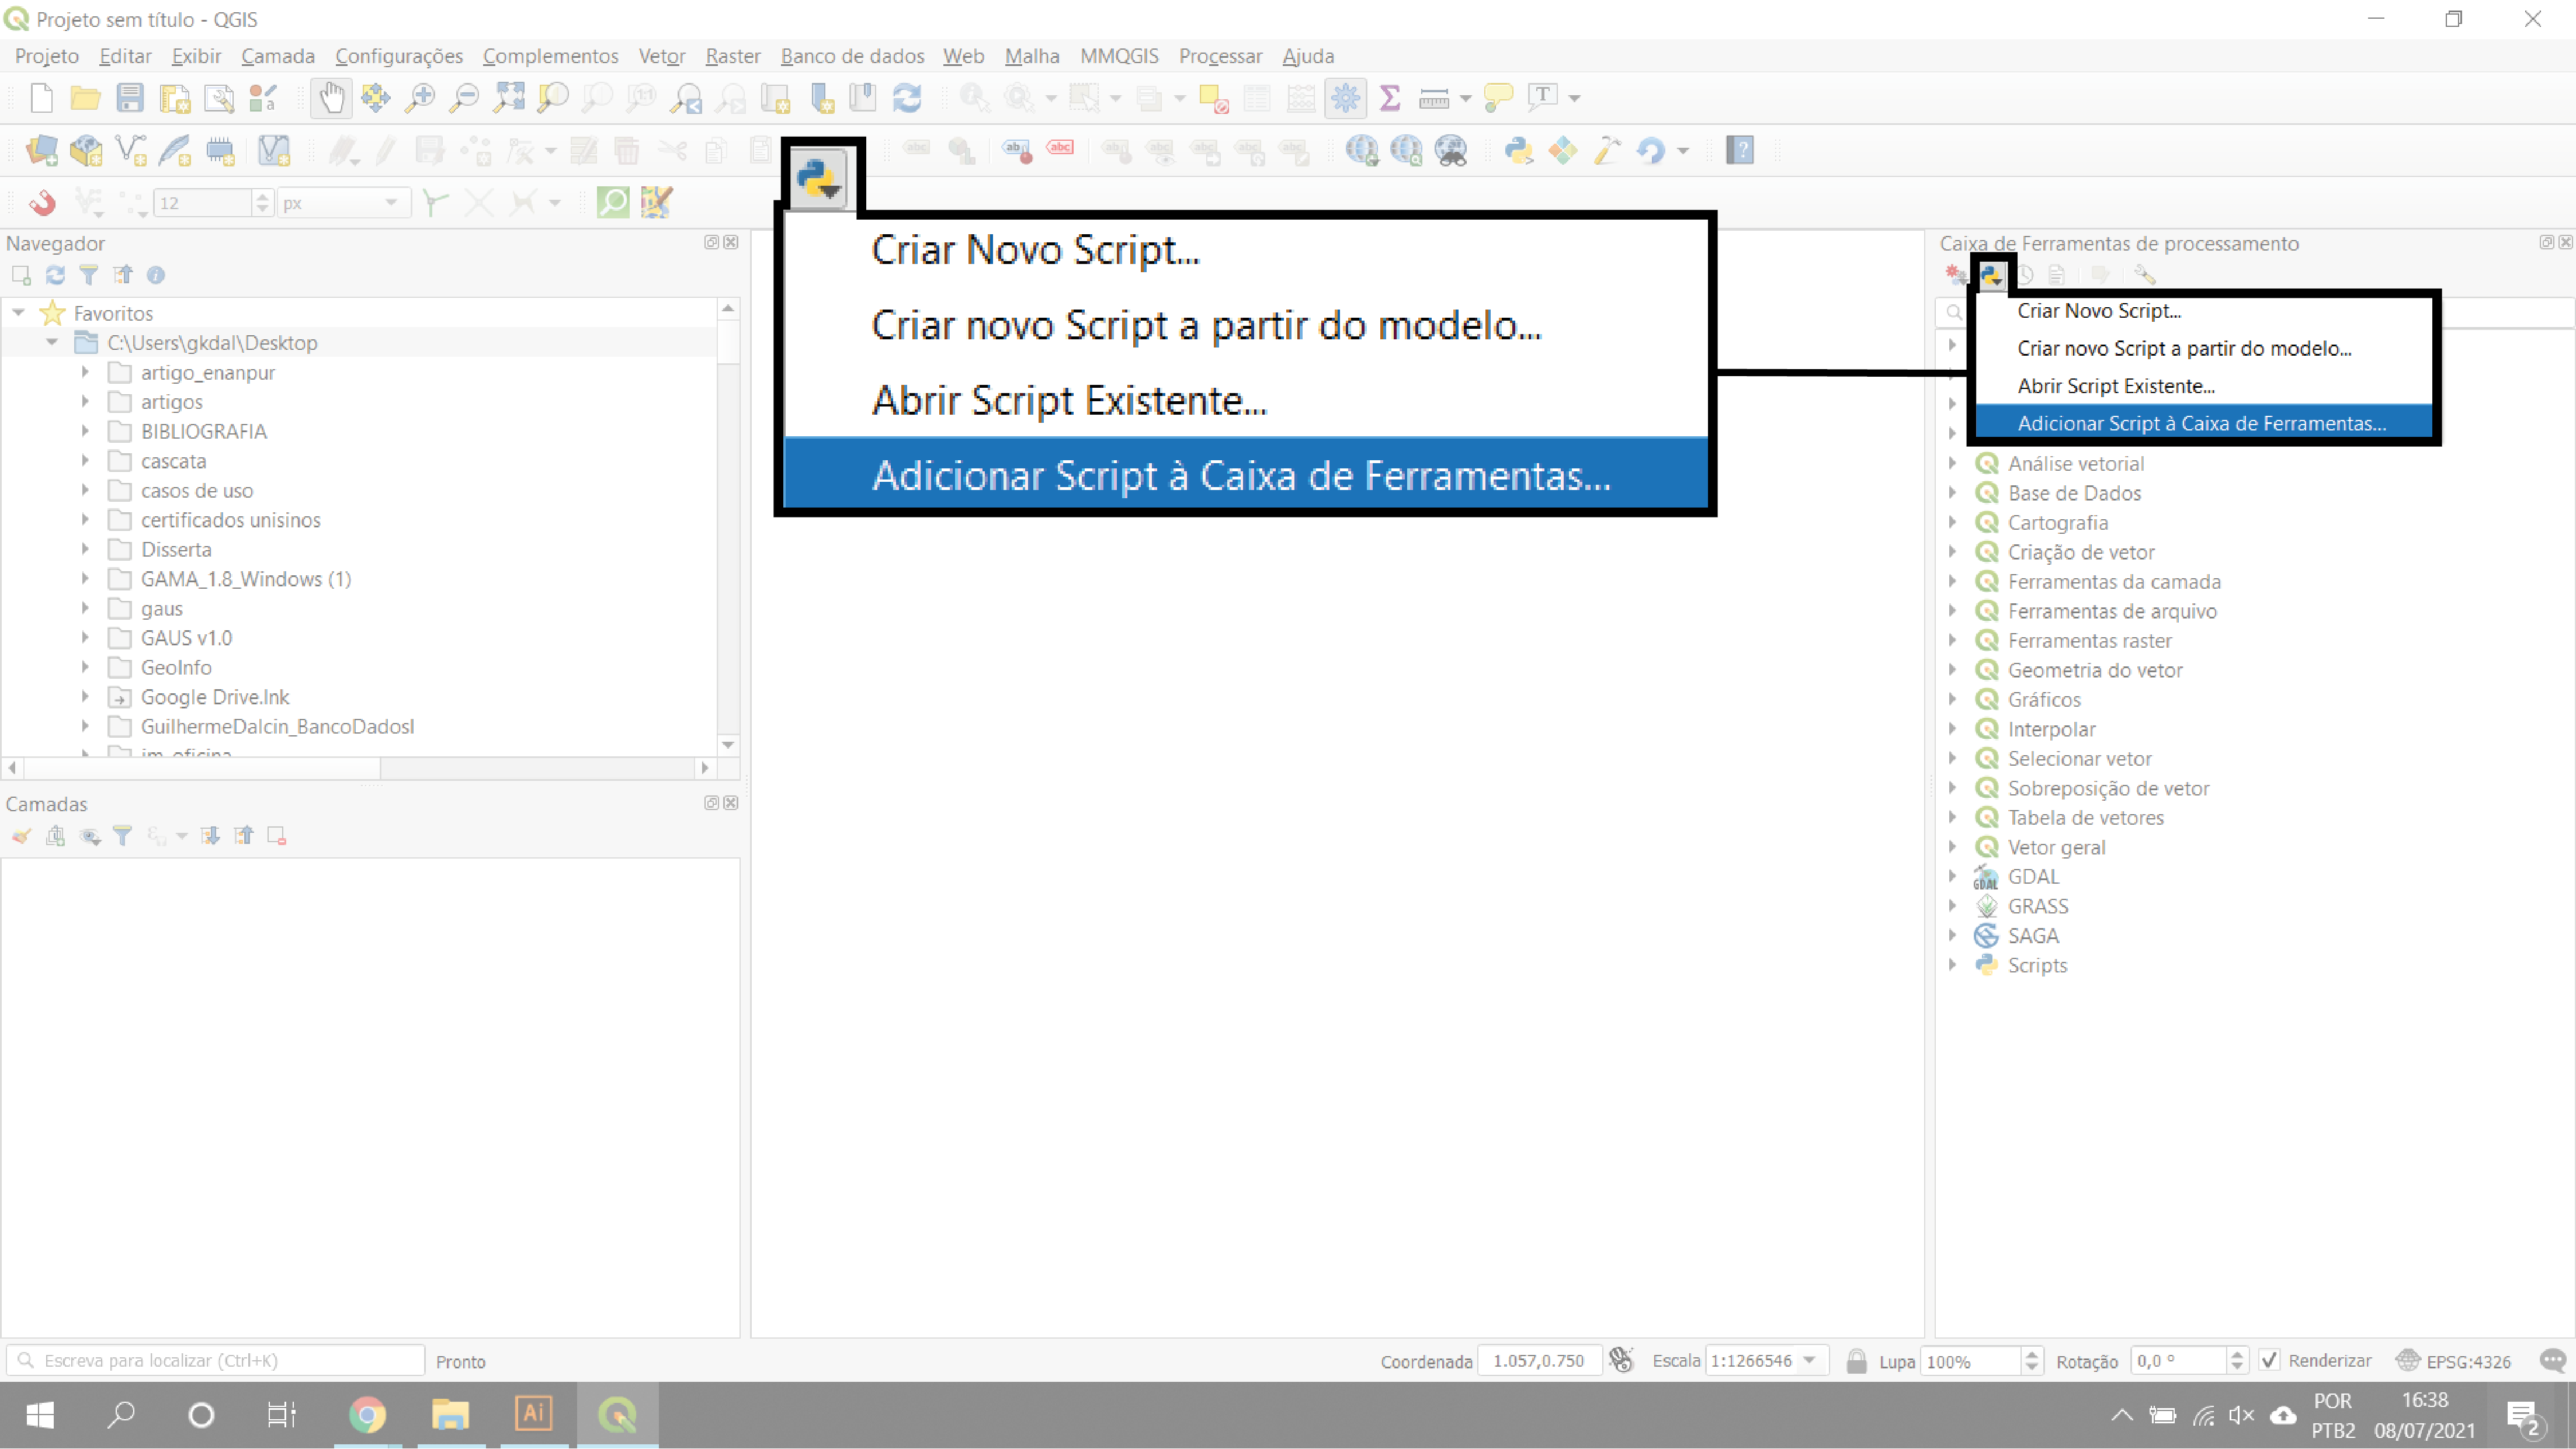 Projeto sem título - QGIS
Projeto Editar Exibir Camada Configurações Complementos Vetor Raster Banco de dados Web Malha MMQGIS Processar Ajuda
12 px
Navegador
Favoritos
C:\Users\gkdal\Desktop
artigo_enanpur
artigos
BIBLIOGRAFIA
cascata
casos de uso
certificados unisinos
Disserta
GAMA_1.8_Windows (1)
gaus
GAUS v1.0
GeoInfo
Google Drive.lnk
GuilhermeDalcin_BancoDadosI
im_oficina
Camadas
Criar Novo Script...
Criar novo Script a partir do modelo...
Abrir Script Existente...
Adicionar Script à Caixa de Ferramentas...
Caixa de Ferramentas de processamento
Criar Novo Script...
Criar novo Script a partir do modelo...
Abrir Script Existente...
Adicionar Script à Caixa de Ferramentas...
Análise vetorial
Base de Dados
Cartografia
Criação de vetor
Ferramentas da camada
Ferramentas de arquivo
Ferramentas raster
Geometria do vetor
Gráficos
Interpolar
Selecionar vetor
Sobreposição de vetor
Tabela de vetores
Vetor geral
GDAL
GRASS
SAGA
Scripts
Escreva para localizar (Ctrl+K) Pronto Coordenada 1.057,0.750 Escala 1:1266546 Lupa 100% Rotação 0,0 ° Renderizar EPSG:4326
Ai
POR
PTB2
16:38
08/07/2021
2